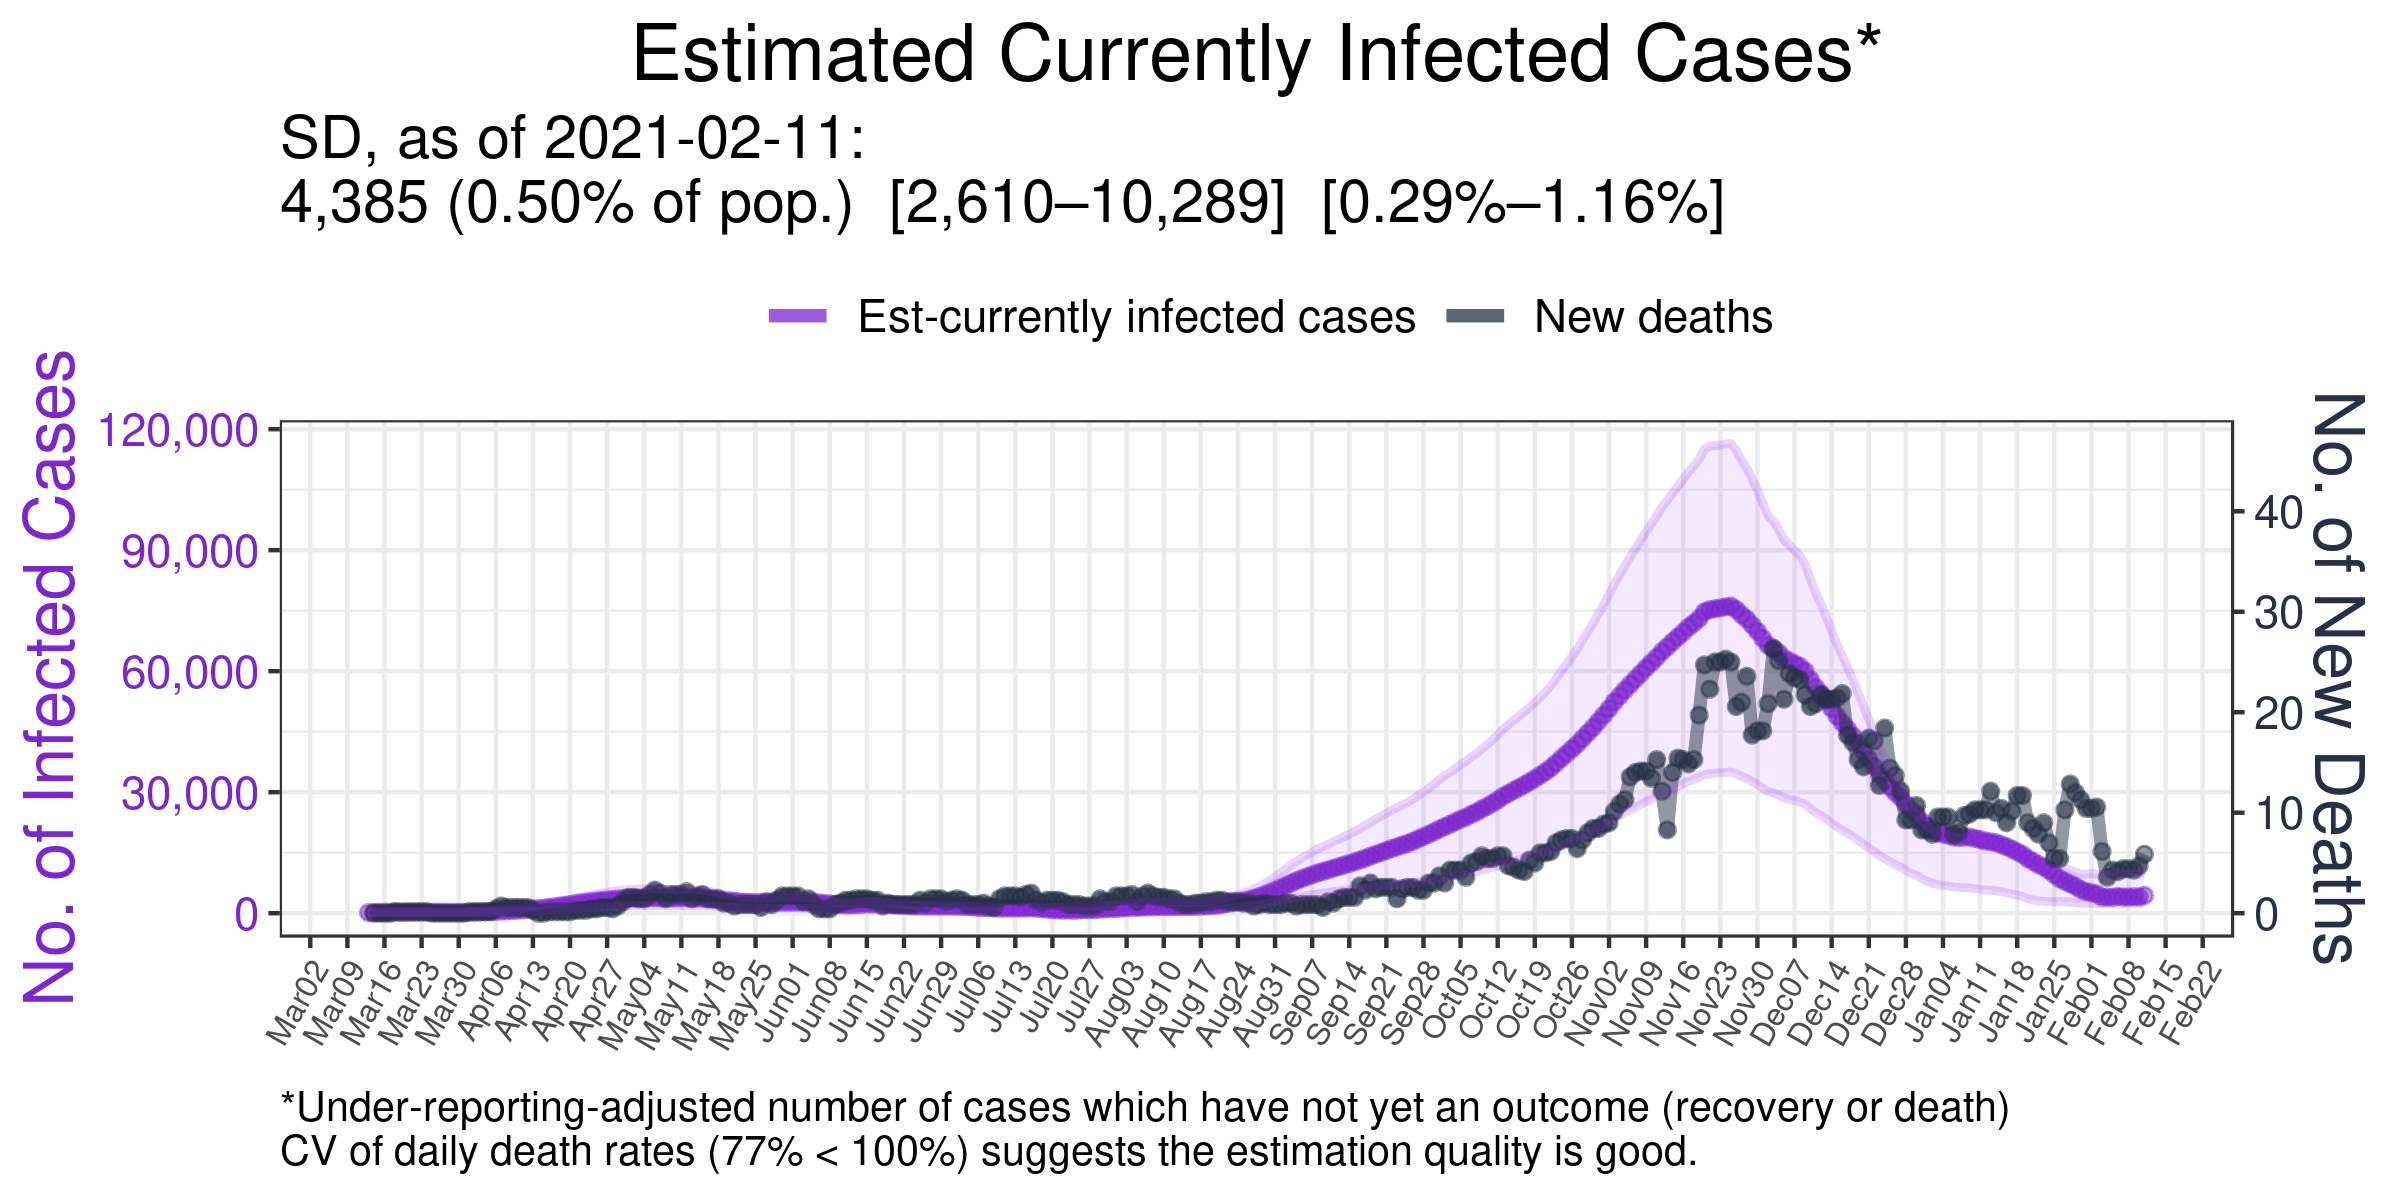 Estimated Currently Infected Cases*
SD, as of 2021-02-11:
4,385 (0.50% of pop.) [2,610–10,289] [0.29%–1.16%]
Est-currently infected cases
New deaths
No. of Infected Cases
120,000
90,000
60,000
30,000
0
40
30
20
10
0
No. of New Deaths
Mar02
Mar09
Mar16
Mar23
Mar30
Apr06
Apr13
Apr20
Apr27
May04
May11
May18
May25
Jun01
Jun08
Jun15
Jun22
Jun29
Jul06
Jul13
Jul20
Jul27
Aug03
Aug10
Aug17
Aug24
Aug31
Sep07
Sep14
Sep21
Sep28
Oct05
Oct12
Oct19
Oct26
Nov02
Nov09
Nov16
Nov23
Nov30
Dec07
Dec14
Dec21
Dec28
Jan04
Jan11
Jan18
Jan25
Feb01
Feb08
Feb15
Feb22
*Under-reporting-adjusted number of cases which have not yet an outcome (recovery or death)
CV of daily death rates (77% < 100%) suggests the estimation quality is good.